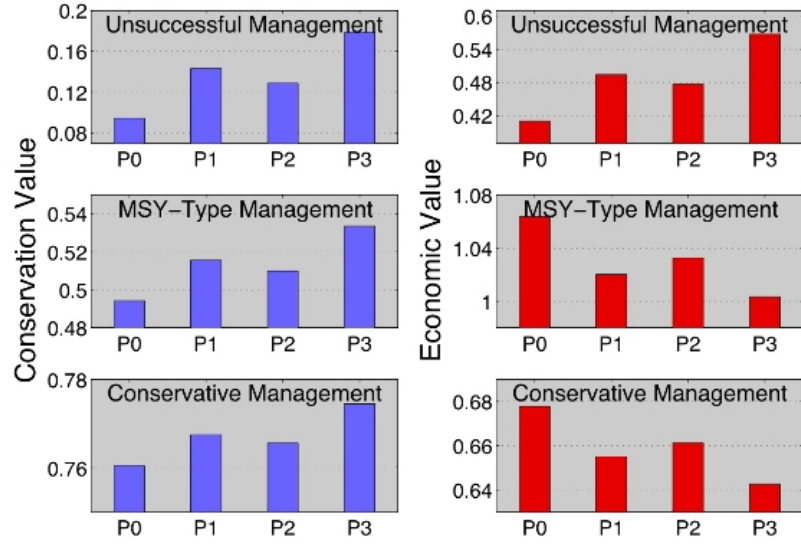 Conservation Value
Unsuccessful Management
0.2
0.16
0.12
0.08
P0 P1 P2 P3
MSY-Type Management
0.54
0.52
0.5
0.48
P0 P1 P2 P3
Conservative Management
0.78
0.76
P0 P1 P2 P3
Economic Value
Unsuccessful Management
0.6
0.54
0.48
0.42
P0 P1 P2 P3
MSY-Type Management
1.08
1.04
1
P0 P1 P2 P3
Conservative Management
0.68
0.66
0.64
P0 P1 P2 P3